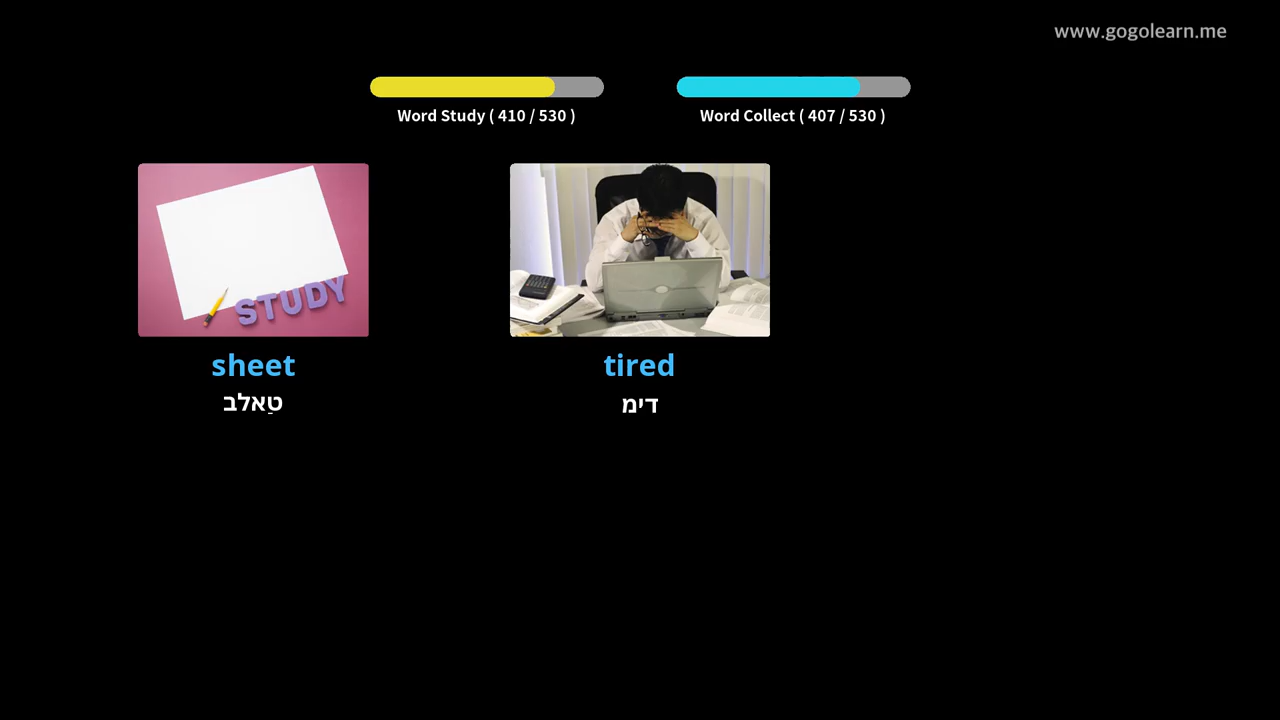 www.gogolearn.me
Word Study ( 410 / 530 )
Word Collect ( 407 / 530 )
STUDY
sheet
טַאלב
tired
דימ